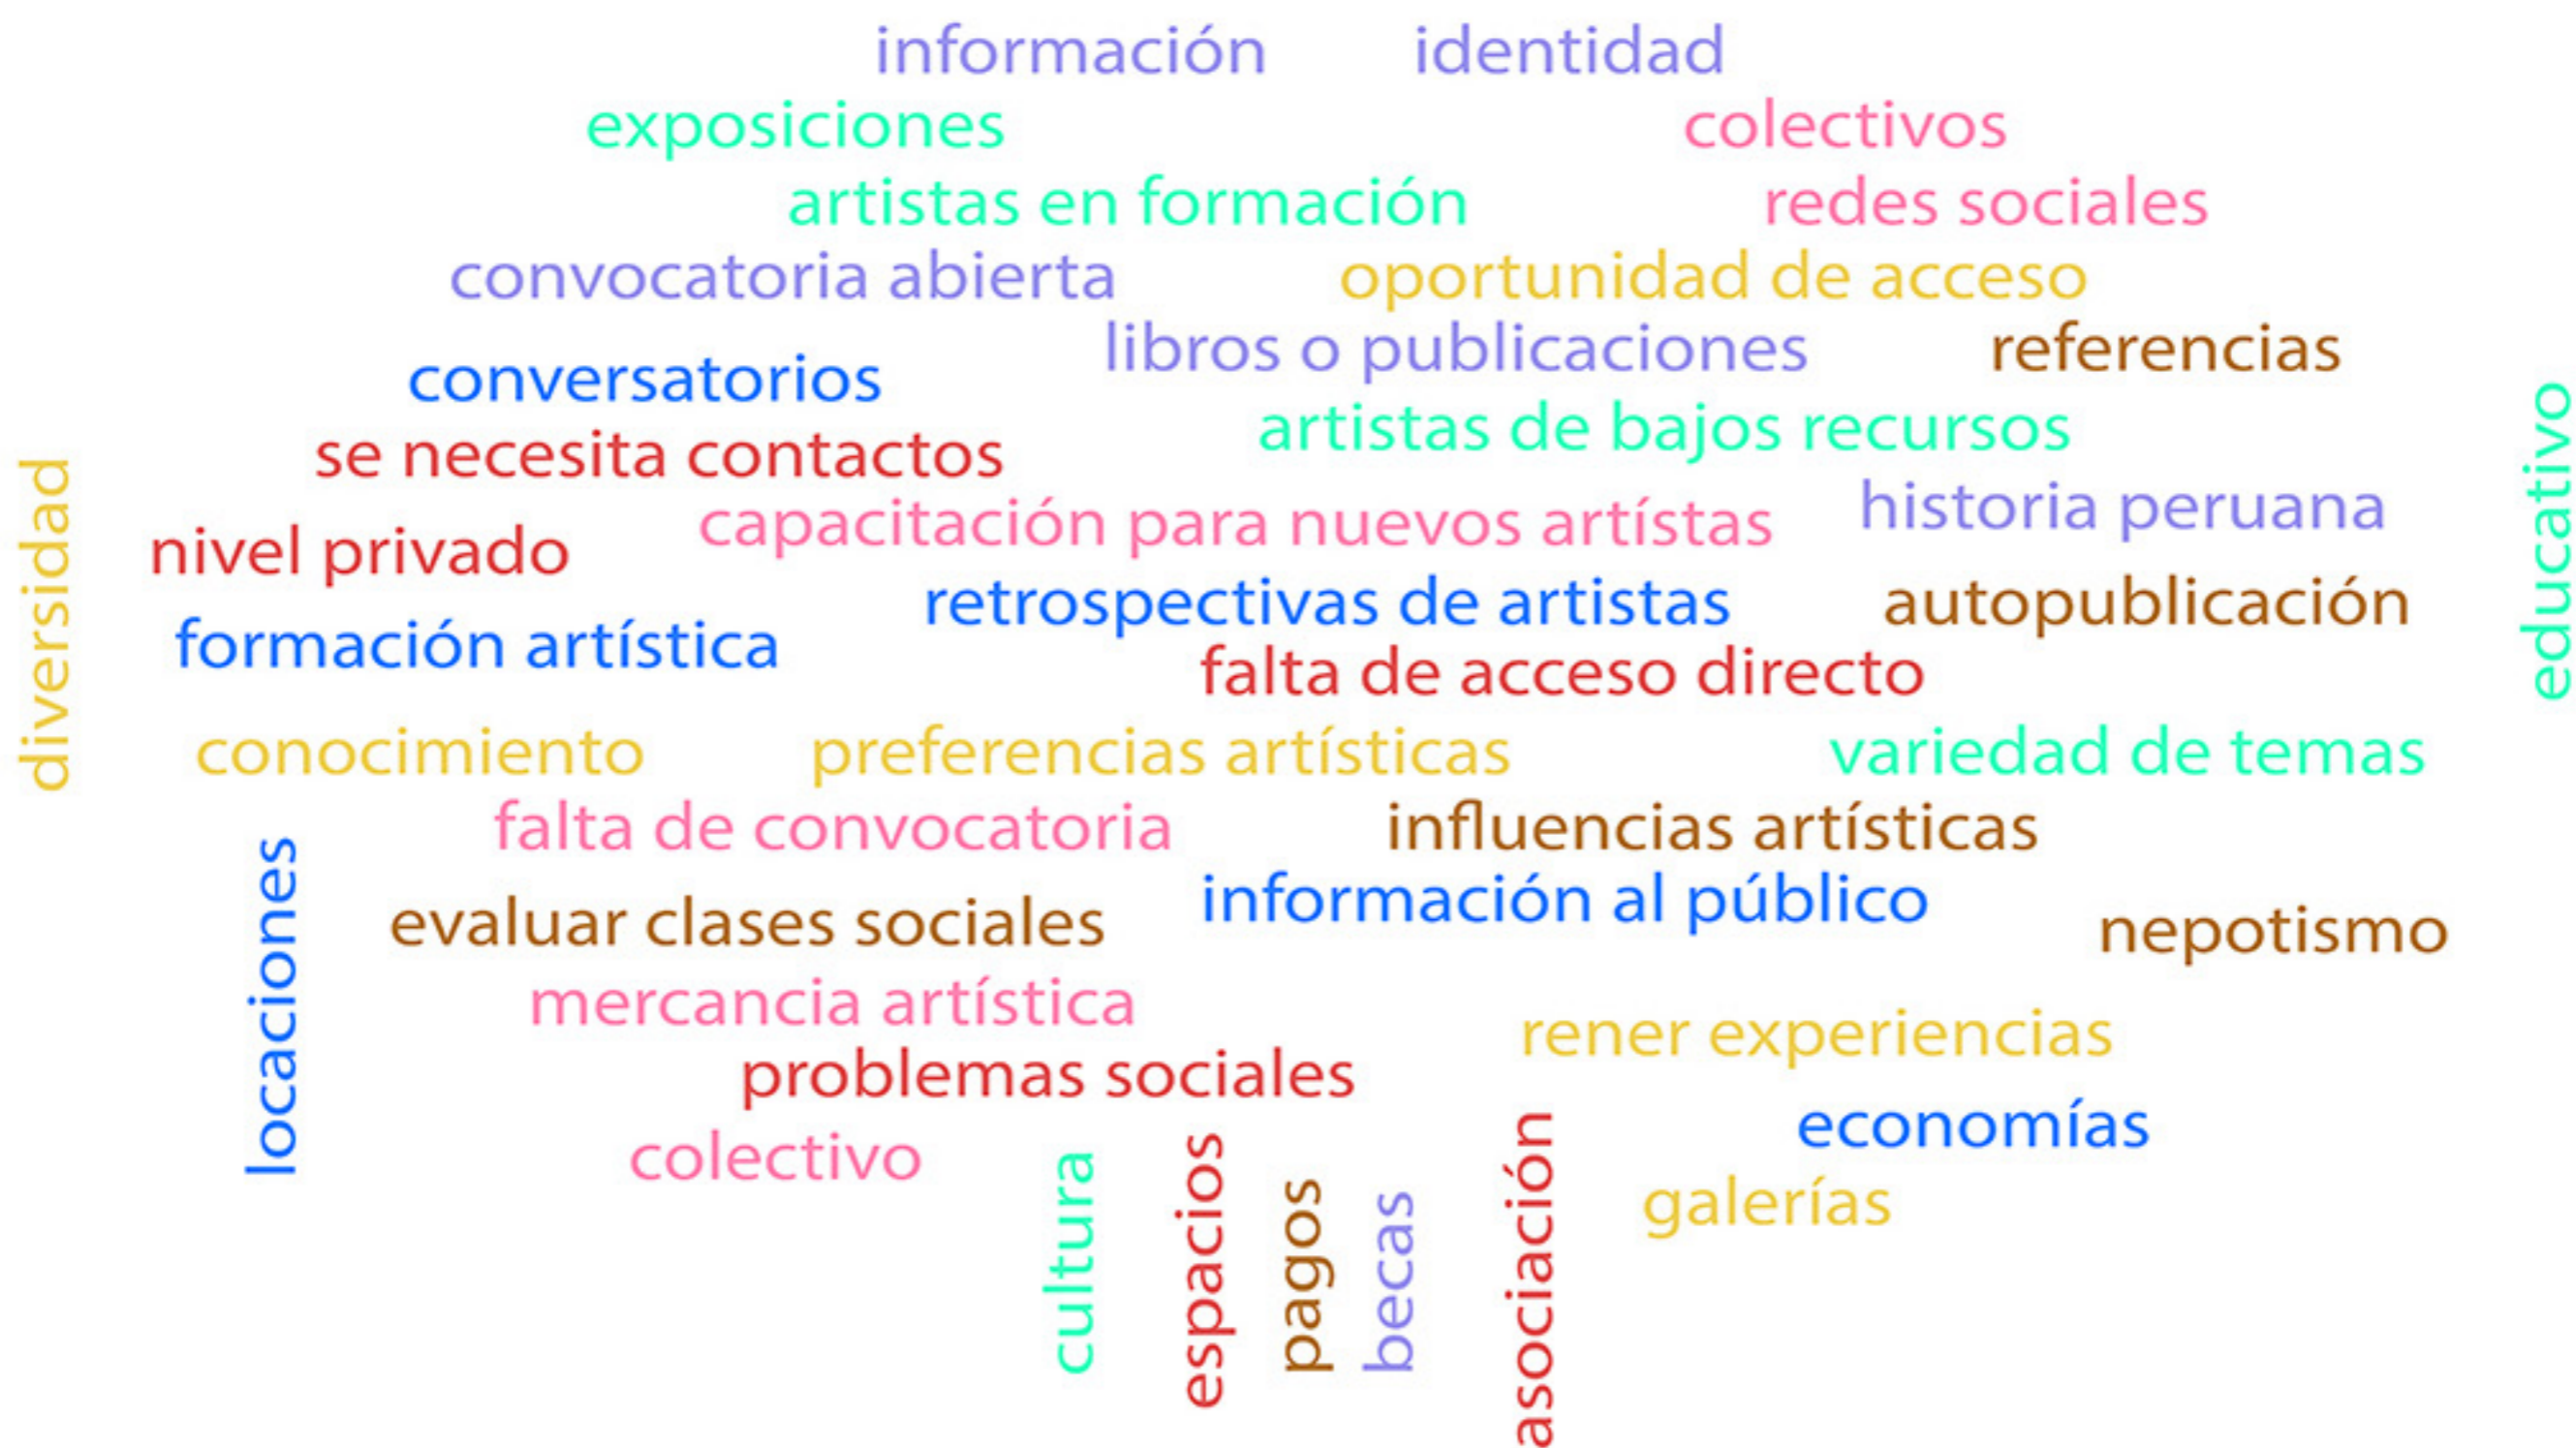 información identidad
exposiciones colectivos
artistas en formación redes sociales
convocatoria abierta oportunidad de acceso
libros o publicaciones referencias
conversatorios
artistas de bajos recursos
se necesita contactos
historia peruana
capacitación para nuevos artístas
nivel privado
retrospectivas de artistas autopublicación
formación artística
falta de acceso directo
diversidad
educativo
conocimiento preferencias artísticas variedad de temas
falta de convocatoria influencias artísticas
información al público
evaluar clases sociales nepotismo
locaciones
mercancia artística
rener experiencias
problemas sociales
economías
colectivo
galerías
cultura
espacios
pagos
becas
asociación